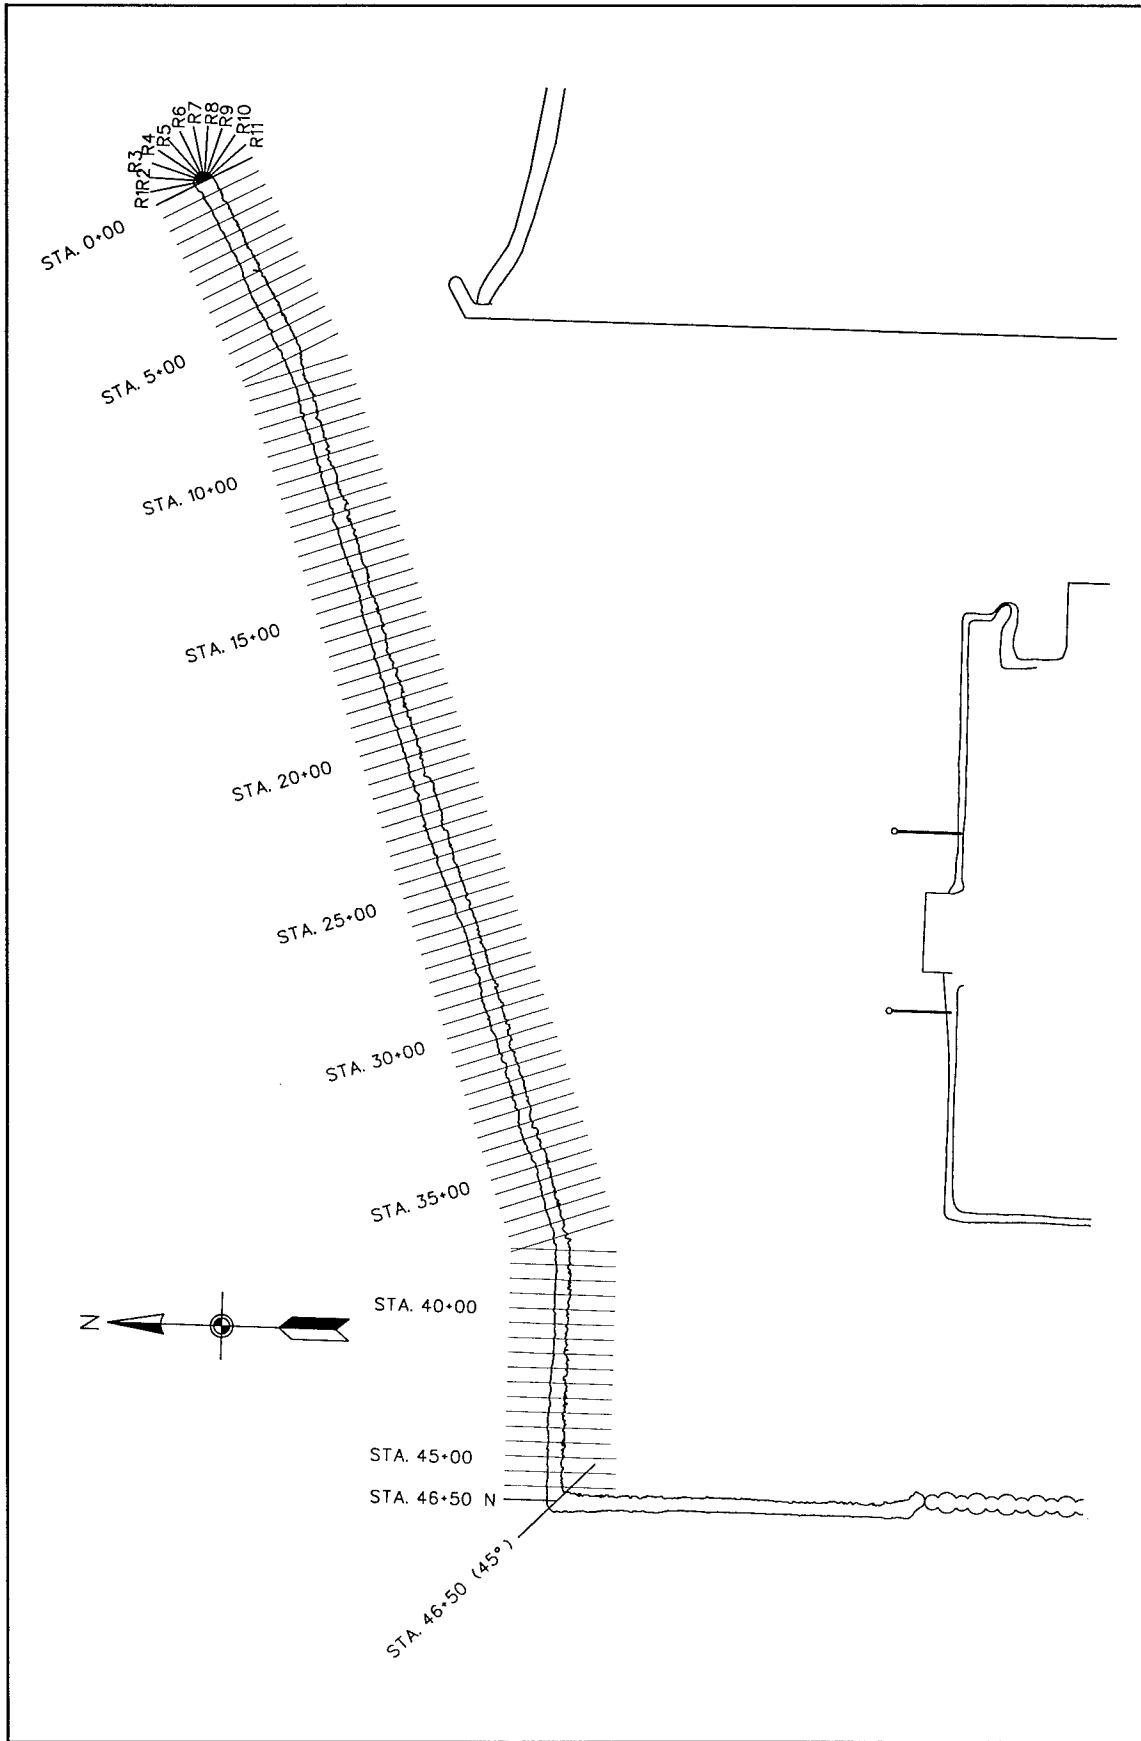 R1
R2
R3
R4
R5
R6
R7
R8
R9
R10
R11
STA. 0+00
STA. 5+00
STA. 10+00
STA. 15+00
STA. 20+00
STA. 25+00
STA. 30+00
STA. 35+00
N
STA. 40+00
STA. 45+00
STA. 46+50 N
STA. 46+50 (45°)